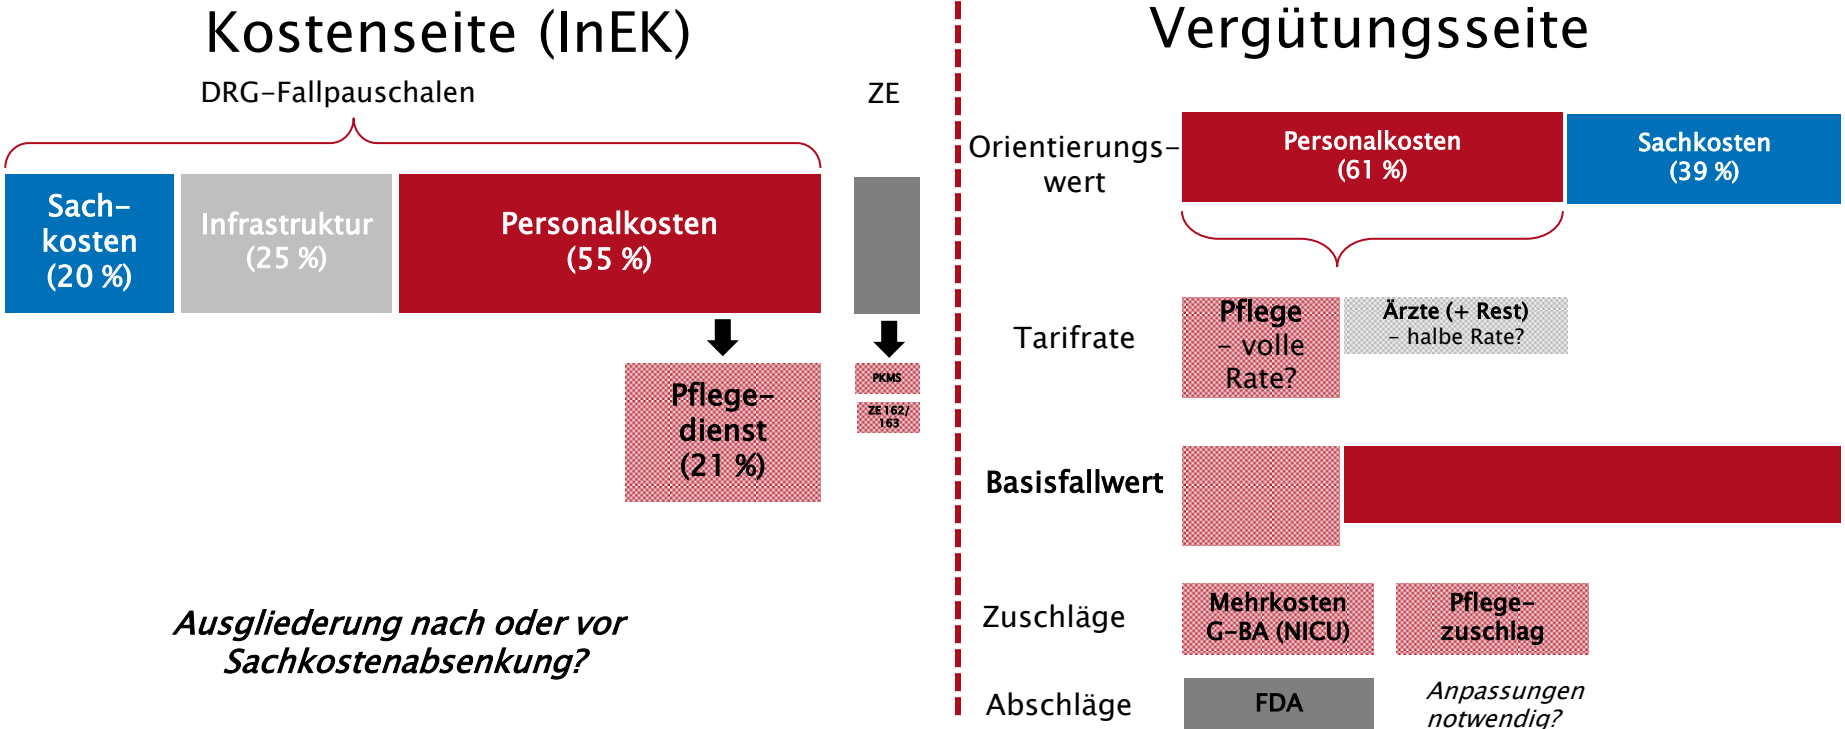 Kostenseite (InEK)
DRG-Fallpauschalen
ZE
Sach-
kosten
(20 %)
Infrastruktur
(25 %)
Personalkosten
(55 %)
Pflege-
dienst
(21 %)
PKMS
ZE 162/
163
Ausgliederung nach oder vor
Sachkostenabsenkung?
Vergütungsseite
Orientierungs-
wert
Personalkosten
(61 %)
Sachkosten
(39 %)
Tarifrate
Pflege
- volle
Rate?
Ärzte (+ Rest)
- halbe Rate?
Basisfallwert
Zuschläge
Mehrkosten
G-BA (NICU)
Pflege-
zuschlag
Abschläge
FDA
Anpassungen
notwendig?